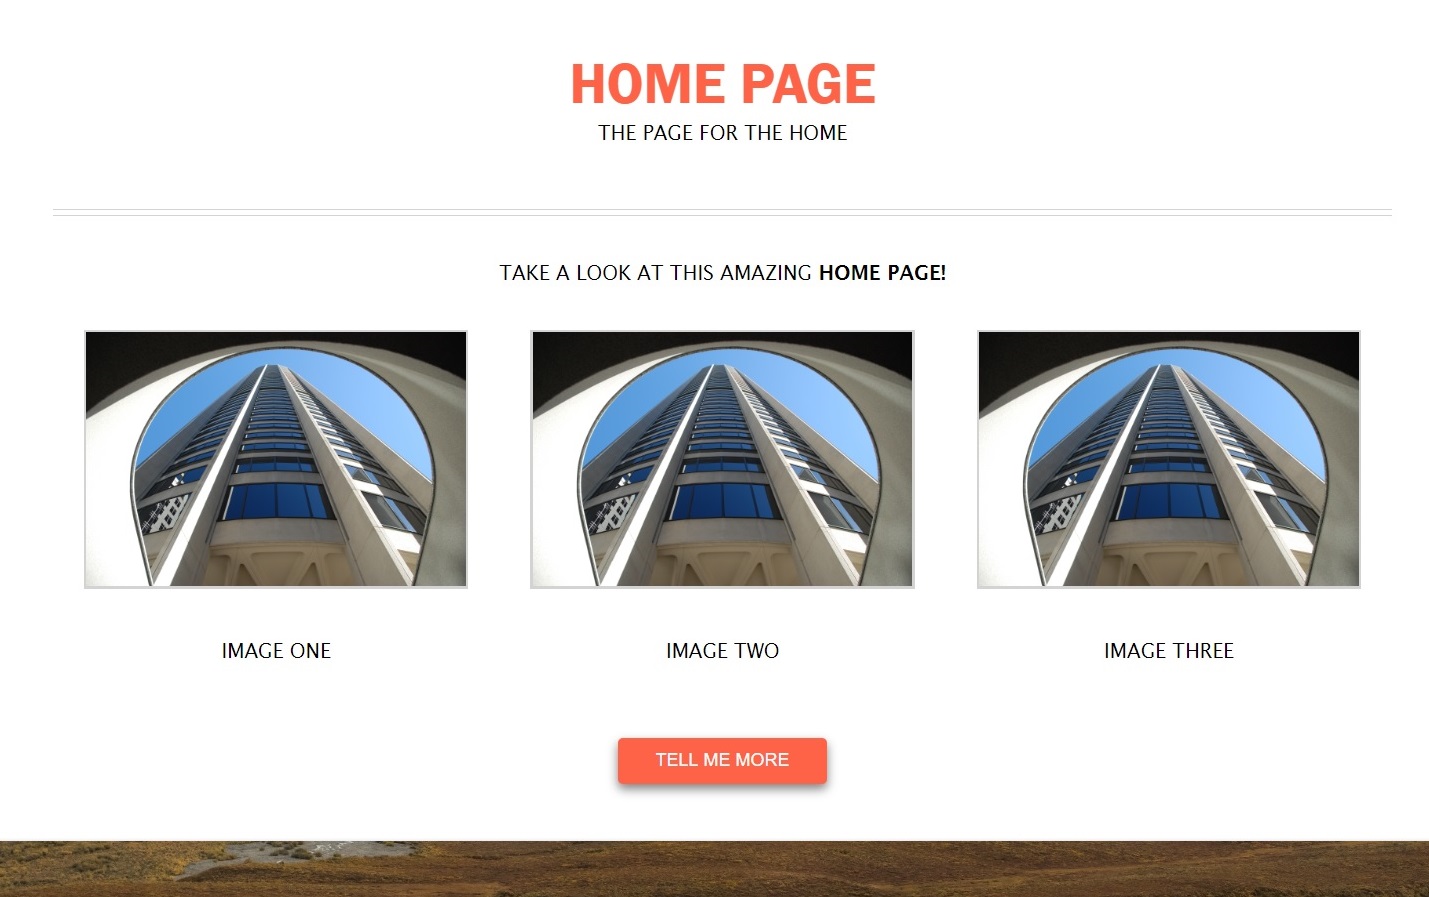 HOME PAGE
THE PAGE FOR THE HOME
TAKE A LOOK AT THIS AMAZING HOME PAGE!
IMAGE ONE
IMAGE TWO
IMAGE THREE
TELL ME MORE